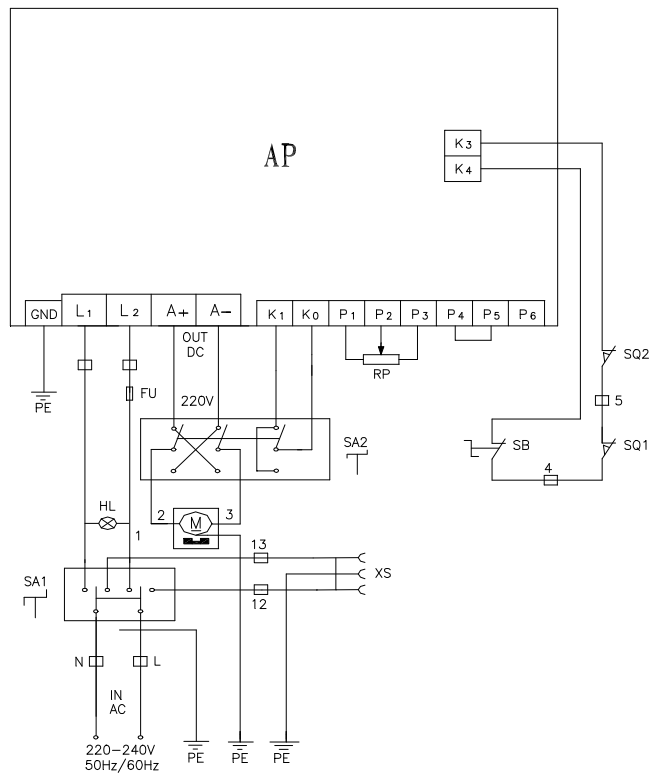 AP
K3
K4
GND L1 L2 A+ A- K1 K0 P1 P2 P3 P4 P5 P6
OUT
DC
PE
FU
RP
SQ2
220V
5
SA2
SB
SQ1
4
HL
2 M 3
1
13
SA1
XS
12
N L
IN
AC
220-240V
50Hz/60Hz
PE PE PE